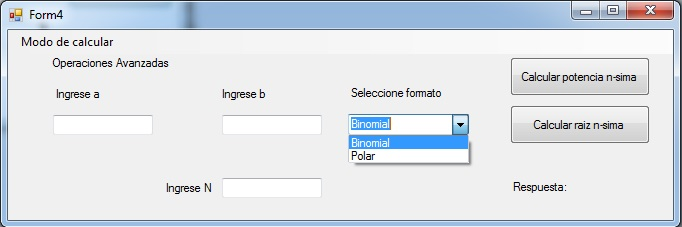 Form4
Modo de calcular
Operaciones Avanzadas
Calcular potencia n-sima
Ingrese a
Ingrese b
Seleccione formato
Binomial
Calcular raiz n-sima
Binomial
Polar
Ingrese N
Respuesta: